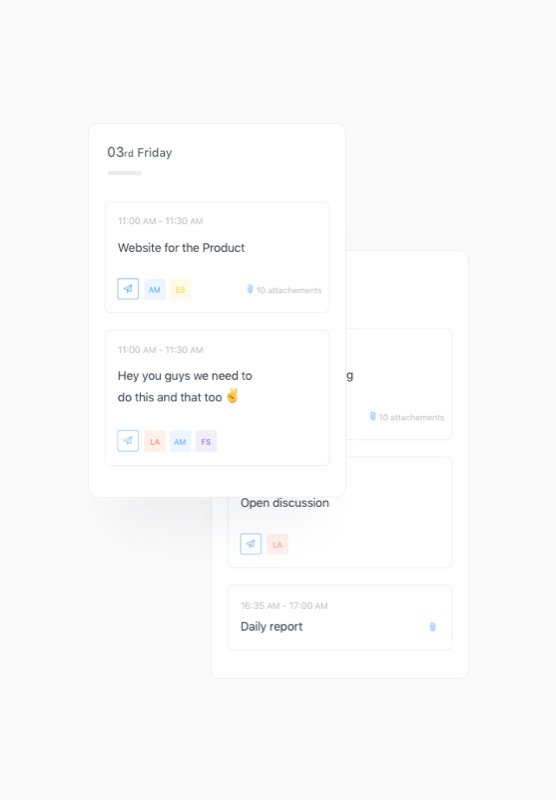 03rd Friday
11:00 AM - 11:30 AM
Website for the Product
AM ES 10 attachements
11:00 AM - 11:30 AM
Hey you guys we need to
do this and that too ✌️
LA AM FS
g
10 attachements
Open discussion
LA
16:35 AM - 17:00 AM
Daily report